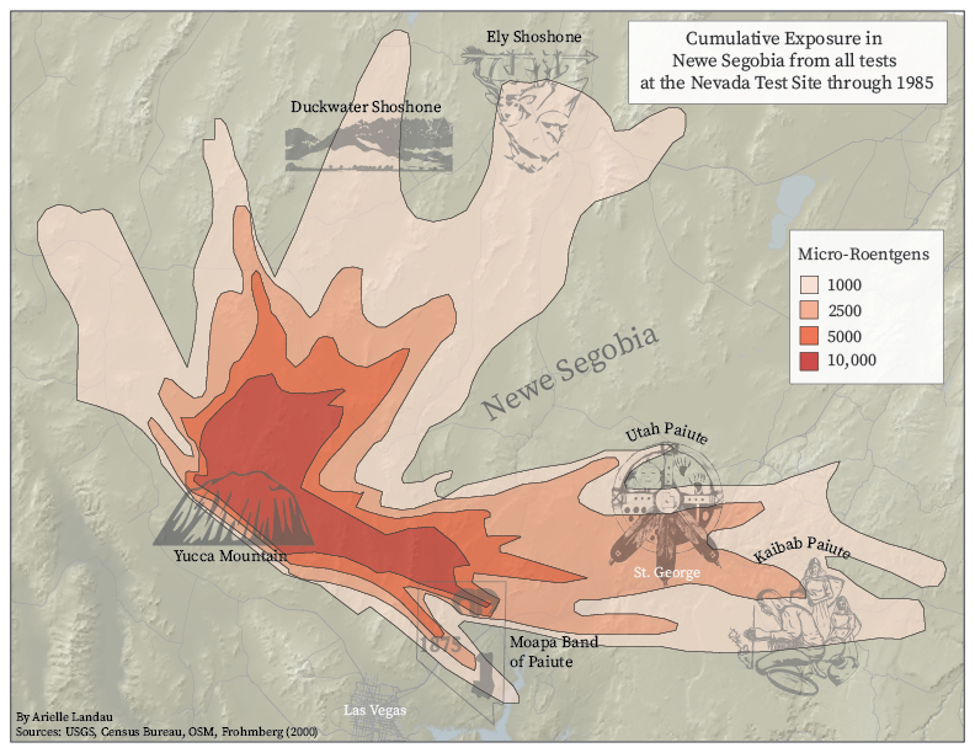 Ely Shoshone
Cumulative Exposure in
Newe Segobia from all tests
at the Nevada Test Site through 1985
Duckwater Shoshone
Micro-Roentgens
1000
2500
5000
10,000
Newe Segobia
Utah Paiute
Kaibab Paiute
Yucca Mountain
St. George
1875
Moapa Band
of Paiute
Las Vegas
By Arielle Landau
Sources: USGS, Census Bureau, OSM, Frohmberg (2000)